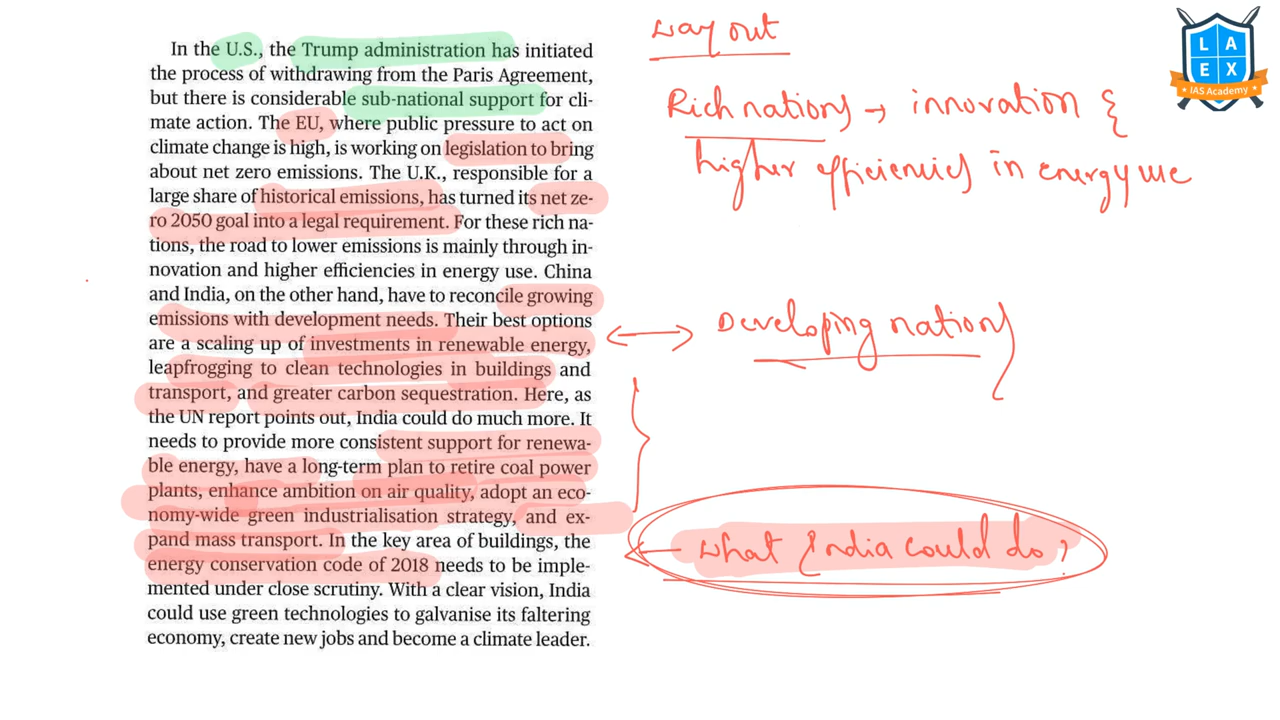 In the U.S., the Trump administration has initiated
the process of withdrawing from the Paris Agreement,
but there is considerable sub-national support for cli-
mate action. The EU, where public pressure to act on
climate change is high, is working on legislation to bring
about net zero emissions. The U.K., responsible for a
large share of historical emissions, has turned its net ze-
ro 2050 goal into a legal requirement. For these rich na-
tions, the road to lower emissions is mainly through in-
novation and higher efficiencies in energy use. China
and India, on the other hand, have to reconcile growing
emissions with development needs. Their best options
are a scaling up of investments in renewable energy,
leapfrogging to clean technologies in buildings and
transport, and greater carbon sequestration. Here, as
the UN report points out, India could do much more. It
needs to provide more consistent support for renewa-
ble energy, have a long-term plan to retire coal power
plants, enhance ambition on air quality, adopt an eco-
nomy-wide green industrialisation strategy, and ex-
pand mass transport. In the key area of buildings, the
energy conservation code of 2018 needs to be imple-
mented under close scrutiny. With a clear vision, India
could use green technologies to galvanise its faltering
economy, create new jobs and become a climate leader.
way out
Rich nations → innovation &
higher efficiencies in energy use
Developing nations
what India could do?
L A
E X
IAS Academy